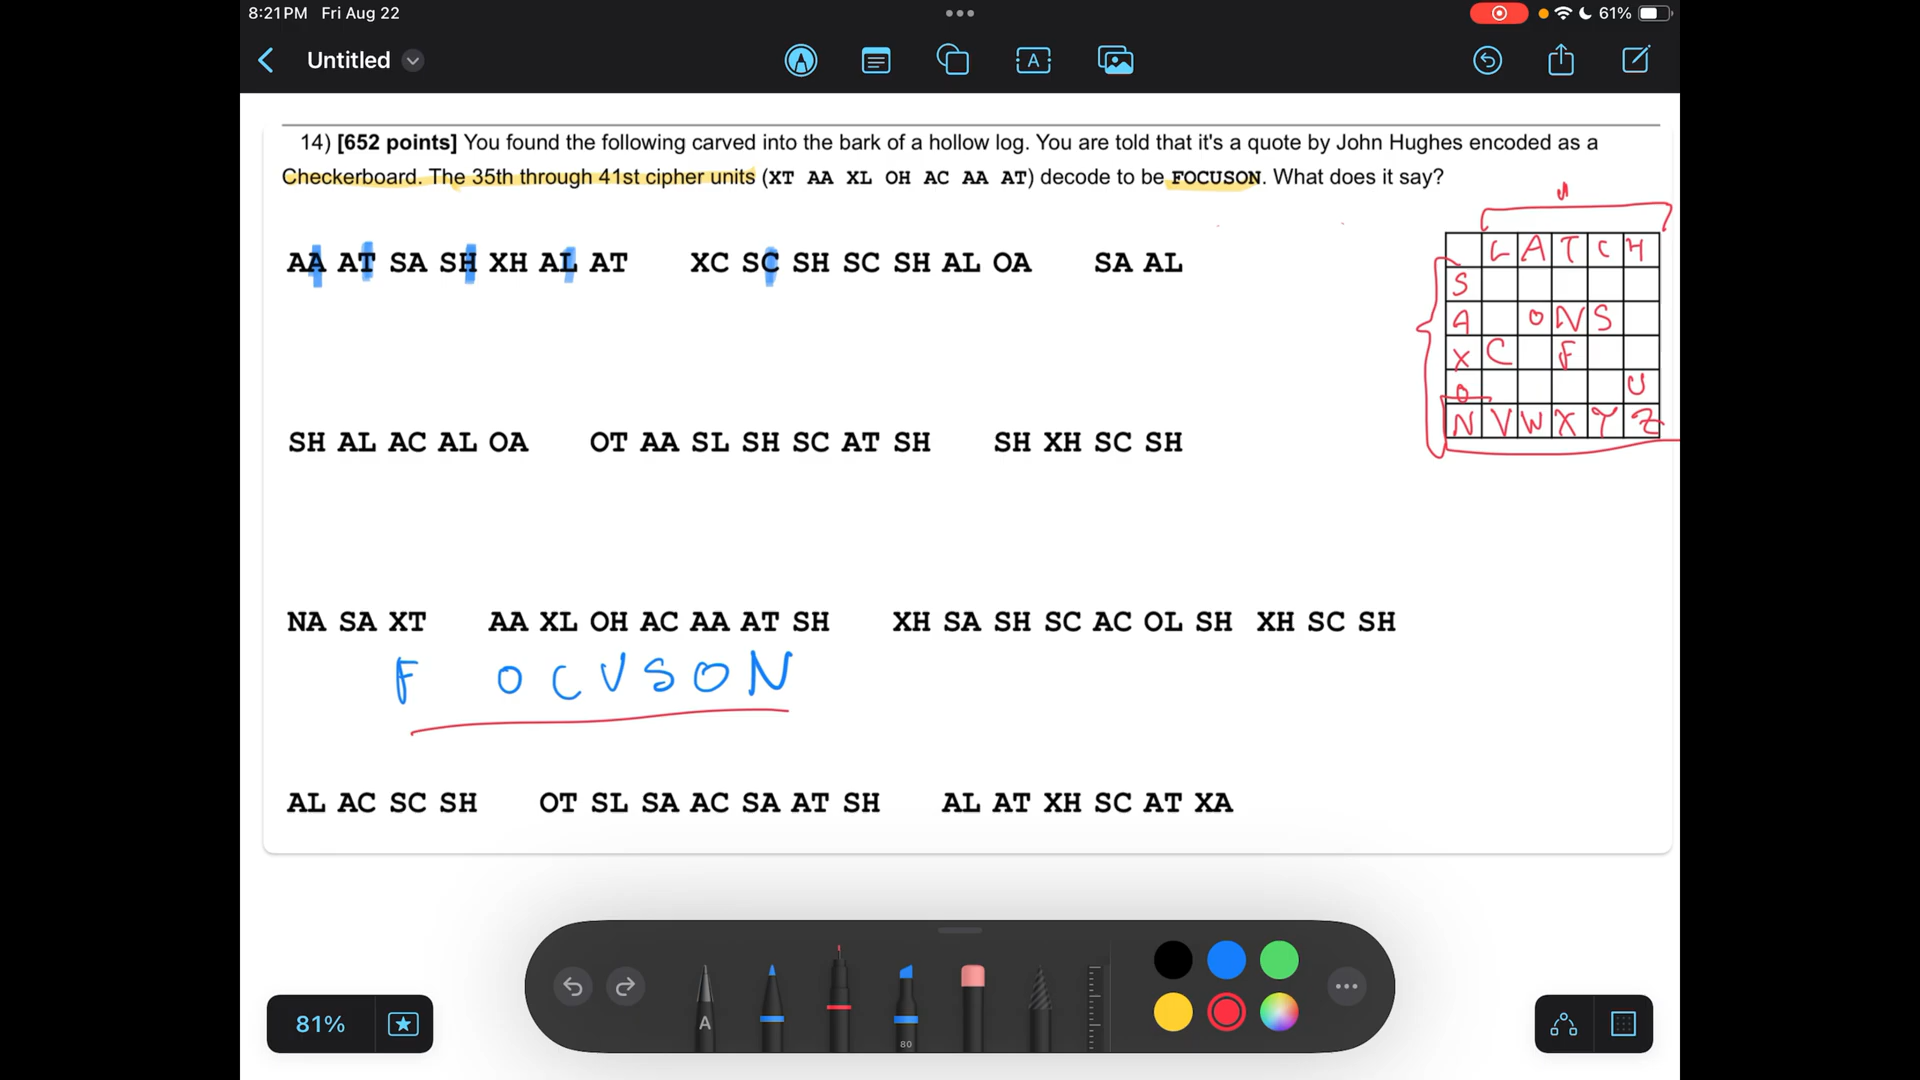 8:21 PM Fri Aug 22
61%
Untitled
14) [652 points] You found the following carved into the bark of a hollow log. You are told that it's a quote by John Hughes encoded as a
Checkerboard. The 35th through 41st cipher units (XT AA XL OH AC AA AT) decode to be FOCUSON. What does it say?
L A T C H
S
A O N S
X C F
O U
N V W X Y Z
AA AT SA SH XH AL AT XC SC SH SC SH AL OA SA AL
SH AL AC AL OA OT AA SL SH SC AT SH SH XH SC SH
NA SA XT AA XL OH AC AA AT SH XH SA SH SC AC OL SH XH SC SH
F O C U S O N
AL AC SC SH OT SL SA AC SA AT SH AL AT XH SC AT XA
81%
A
80